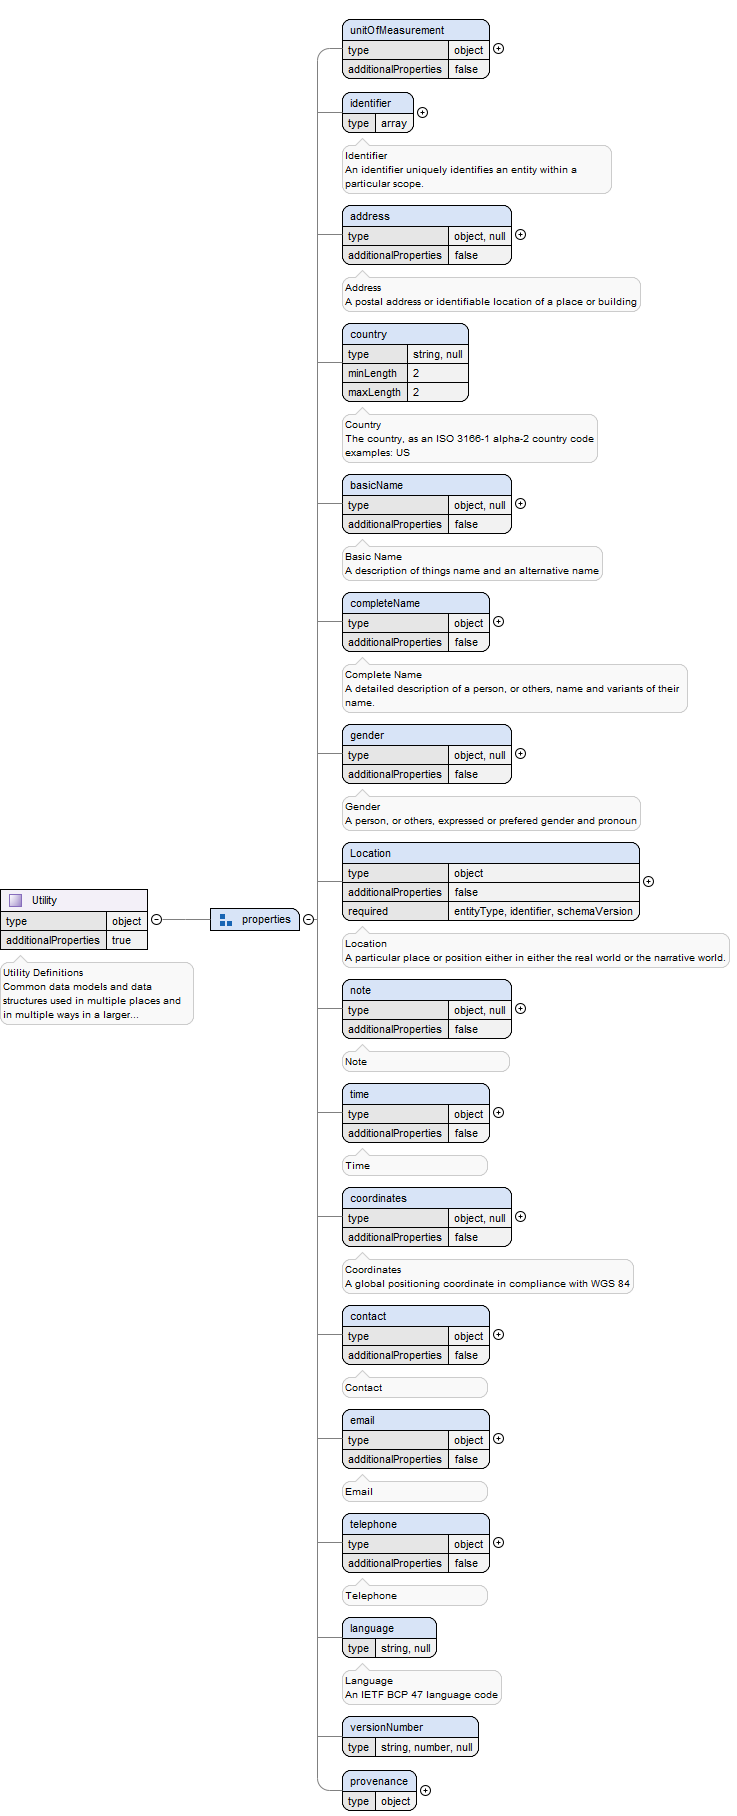 Utility
type object
additionalProperties true
Utility Definitions
Common data models and data
structures used in multiple places and
in multiple ways in a larger...
properties
unitOfMeasurement
type object
additionalProperties false
identifier
type array
Identifier
An identifier uniquely identifies an entity within a
particular scope.
address
type object, null
additionalProperties false
Address
A postal address or identifiable location of a place or building
country
type string, null
minLength 2
maxLength 2
Country
The country, as an ISO 3166-1 alpha-2 country code
examples: US
basicName
type object, null
additionalProperties false
Basic Name
A description of things name and an alternative name
completeName
type object
additionalProperties false
Complete Name
A detailed description of a person, or others, name and variants of their
name.
gender
type object, null
additionalProperties false
Gender
A person, or others, expressed or prefered gender and pronoun
Location
type object
additionalProperties false
required entityType, identifier, schemaVersion
Location
A particular place or position either in either the real world or the narrative world.
note
type object, null
additionalProperties false
Note
time
type object
additionalProperties false
Time
coordinates
type object, null
additionalProperties false
Coordinates
A global positioning coordinate in compliance with WGS 84
contact
type object
additionalProperties false
Contact
email
type object
additionalProperties false
Email
telephone
type object
additionalProperties false
Telephone
language
type string, null
Language
An IETF BCP 47 language code
versionNumber
type string, number, null
provenance
type object